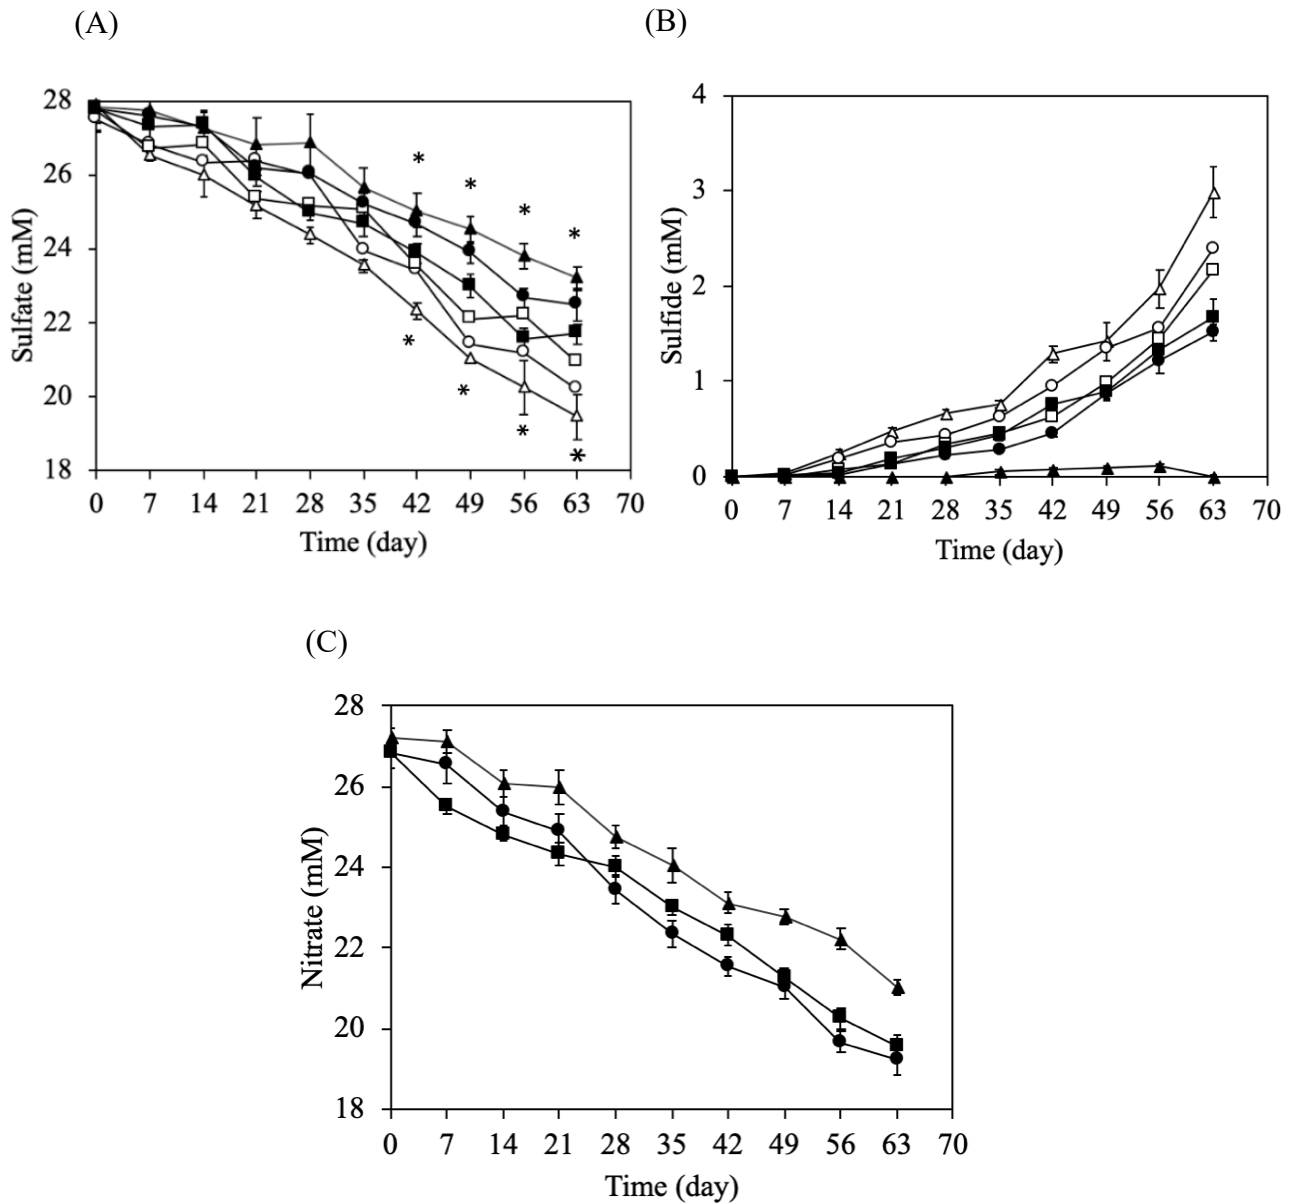 (A)
28
26
24
22
20
18
Sulfate (mM)
* * * *
* * * *
0 7 14 21 28 35 42 49 56 63 70
Time (day)
(B)
4
3
2
1
0
Sulfide (mM)
0 7 14 21 28 35 42 49 56 63 70
Time (day)
(C)
28
26
24
22
20
18
Nitrate (mM)
0 7 14 21 28 35 42 49 56 63 70
Time (day)